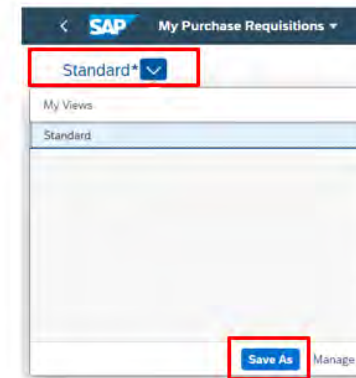 SAP My Purchase Requisitions
Standard*
My Views
Standard
Save As Manage